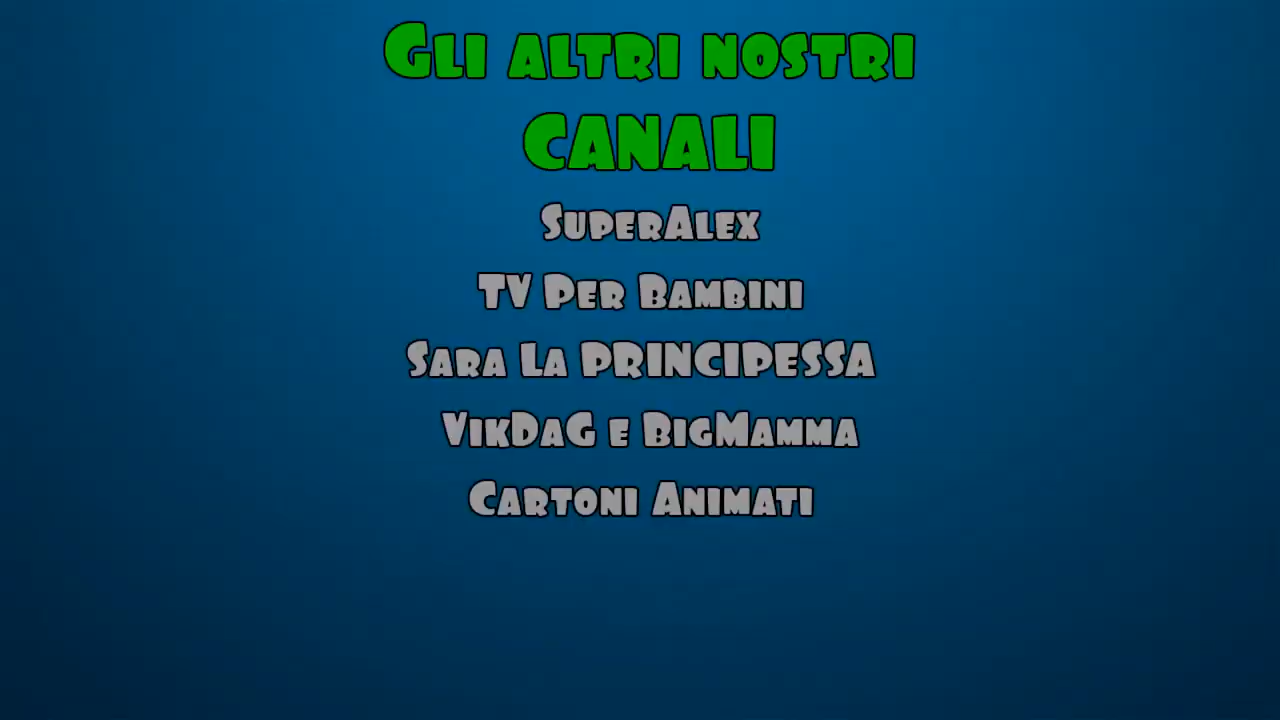 Gli altri nostri
CANALI
SuperAlex
TV Per Bambini
Sara La PRINCIPESSA
VikDaG e BigMamma
Cartoni Animati